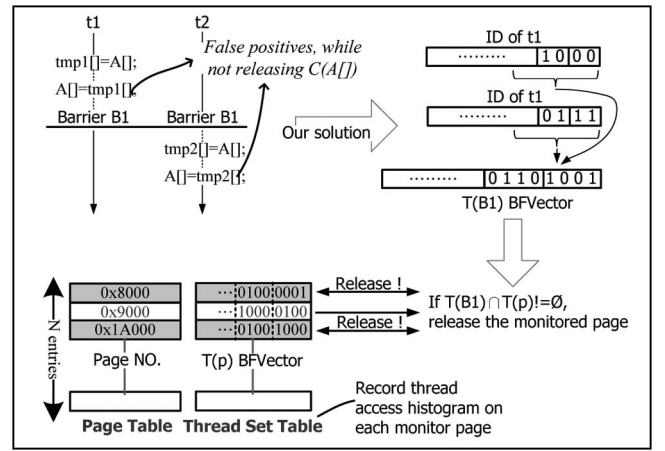 t1
t2
tmp1[]=A[];
A[]=tmp1[];
False positives, while
not releasing C(A[])
Barrier B1
Barrier B1
tmp2[]=A[];
A[]=tmp2[];
Our solution
ID of t1
......... 1 0 0 0
ID of t1
......... 0 1 1 1
......... 0 1 1 0 1 0 0 1
T(B1) BFVector
N entries
0x8000
0x9000
0x1A000
Page NO.
Page Table
...0100 0001
...1000 0100
...0100 1000
T(p) BFVector
Thread Set Table
Release !
Release !
If T(B1)∩T(p)!=Ø,
release the monitored page
Record thread
access histogram on
each monitor page